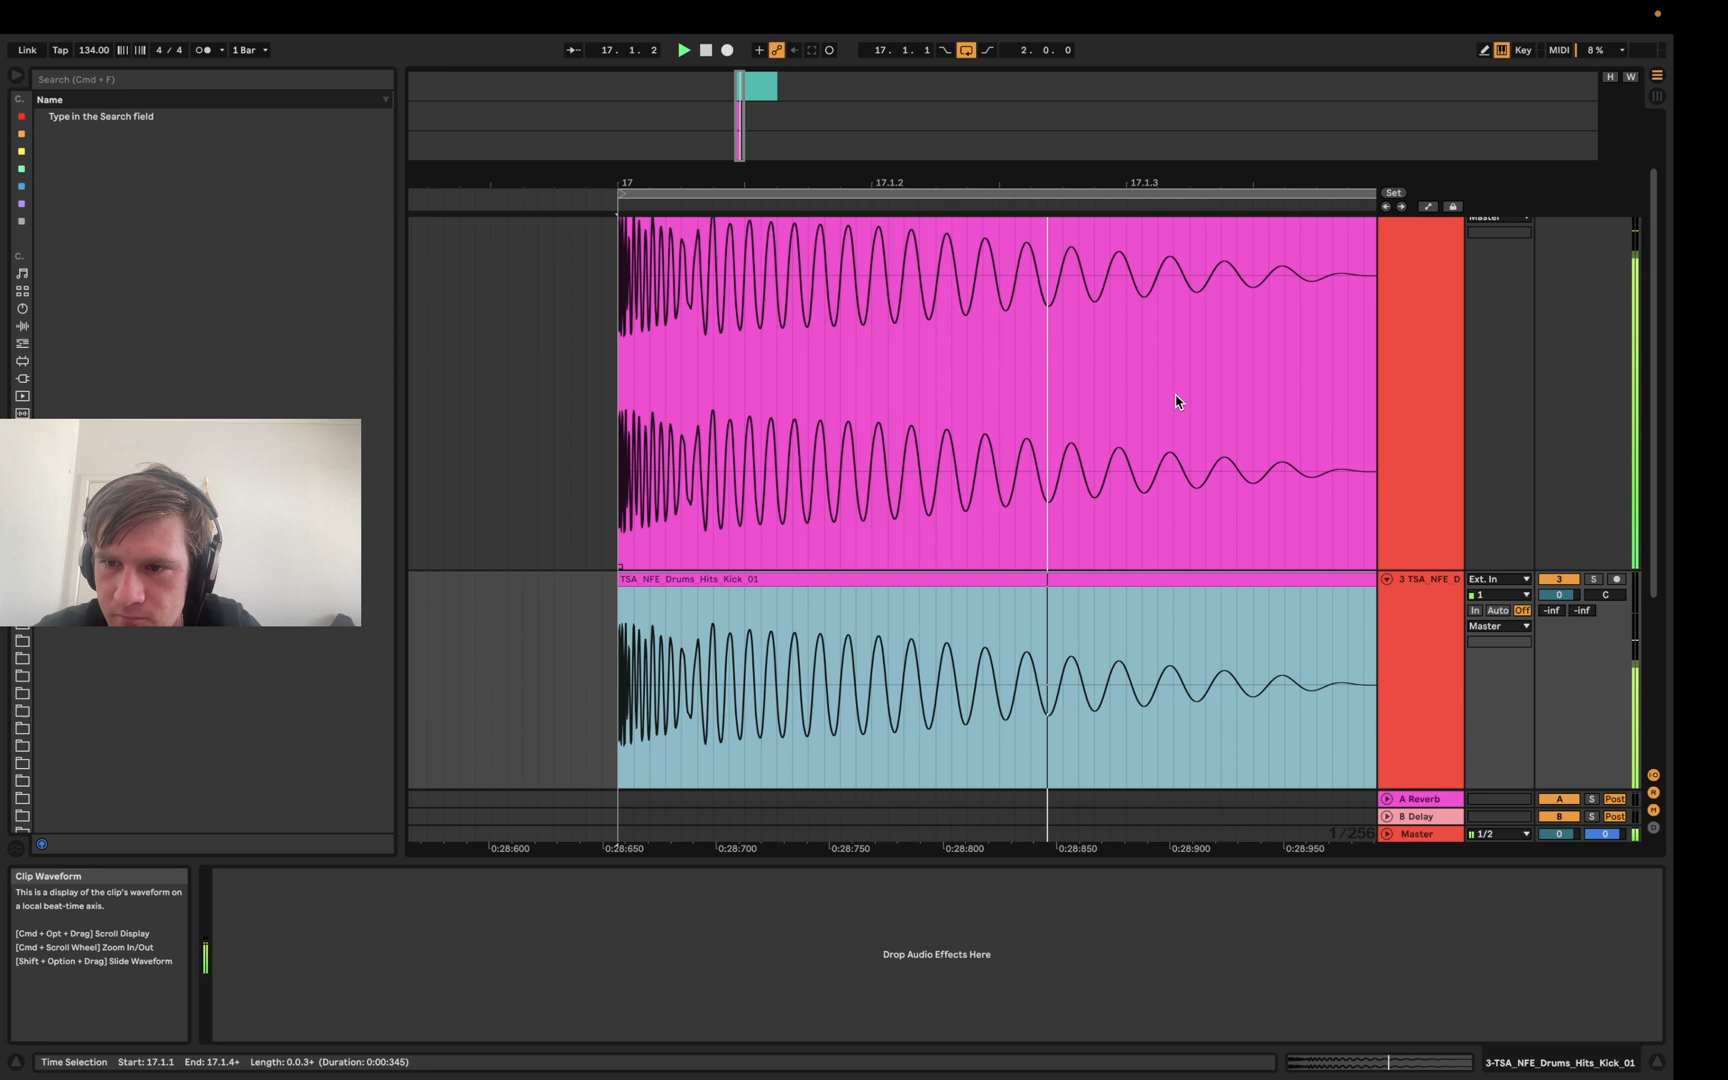 Link Tap 134.00 4 / 4 1 Bar 17. 1. 2 17. 1. 1 2. 0. 0 Key MIDI 8 %
Search (Cmd + F)
H W
C. Name
Type in the Search field
17 17.1.2 17.1.3
Set
Master
C.
TSA_NFE_Drums_Hits_Kick_01
3 TSA_NFE_D Ext. In 3 S
1 0 C
In Auto Off -inf -inf
Master
A Reverb A S Post
B Delay B S Post
1/256
Master 1/2 0 0
0:28:600 0:28:650 0:28:700 0:28:750 0:28:800 0:28:850 0:28:900 0:28:950
Clip Waveform
This is a display of the clip's waveform on
a local beat-time axis.
[Cmd + Opt + Drag] Scroll Display
[Cmd + Scroll Wheel] Zoom In/Out
[Shift + Option + Drag] Slide Waveform
Drop Audio Effects Here
Time Selection Start: 17.1.1 End: 17.1.4+ Length: 0.0.3+ (Duration: 0:00:345)
3-TSA_NFE_Drums_Hits_Kick_01